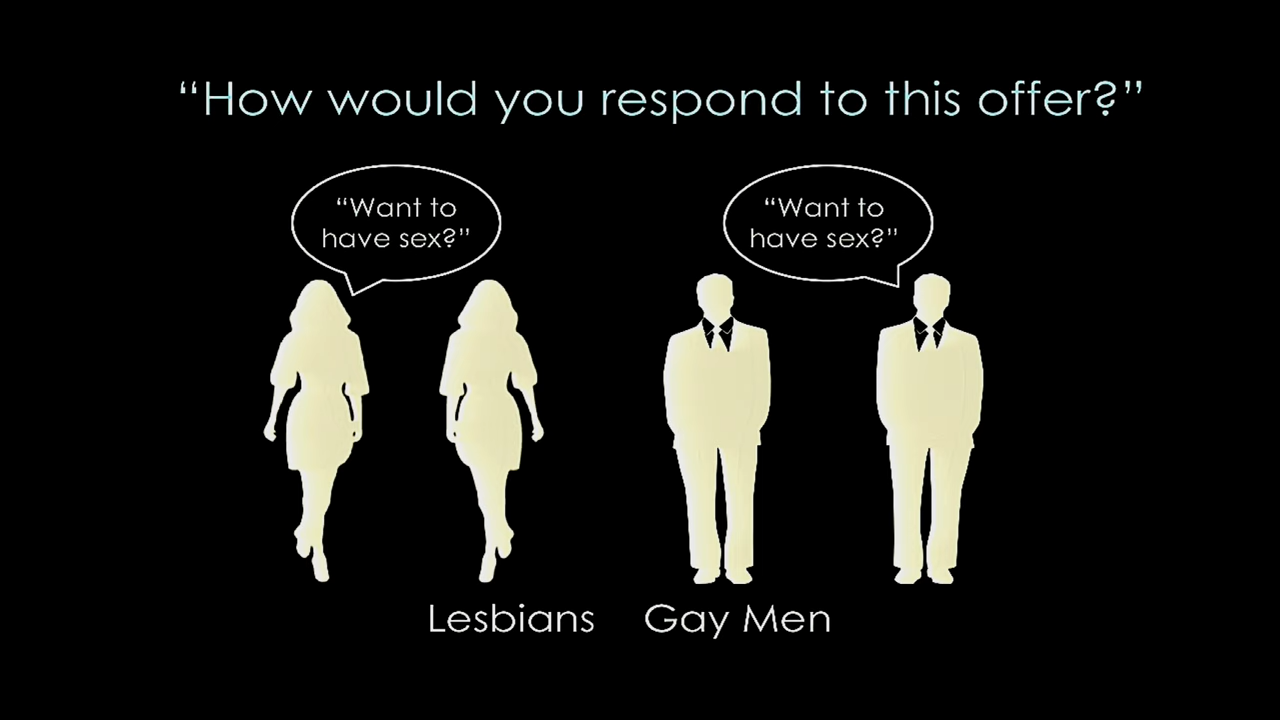 “How would you respond to this offer?”
“Want to
have sex?”
“Want to
have sex?”
Lesbians
Gay Men